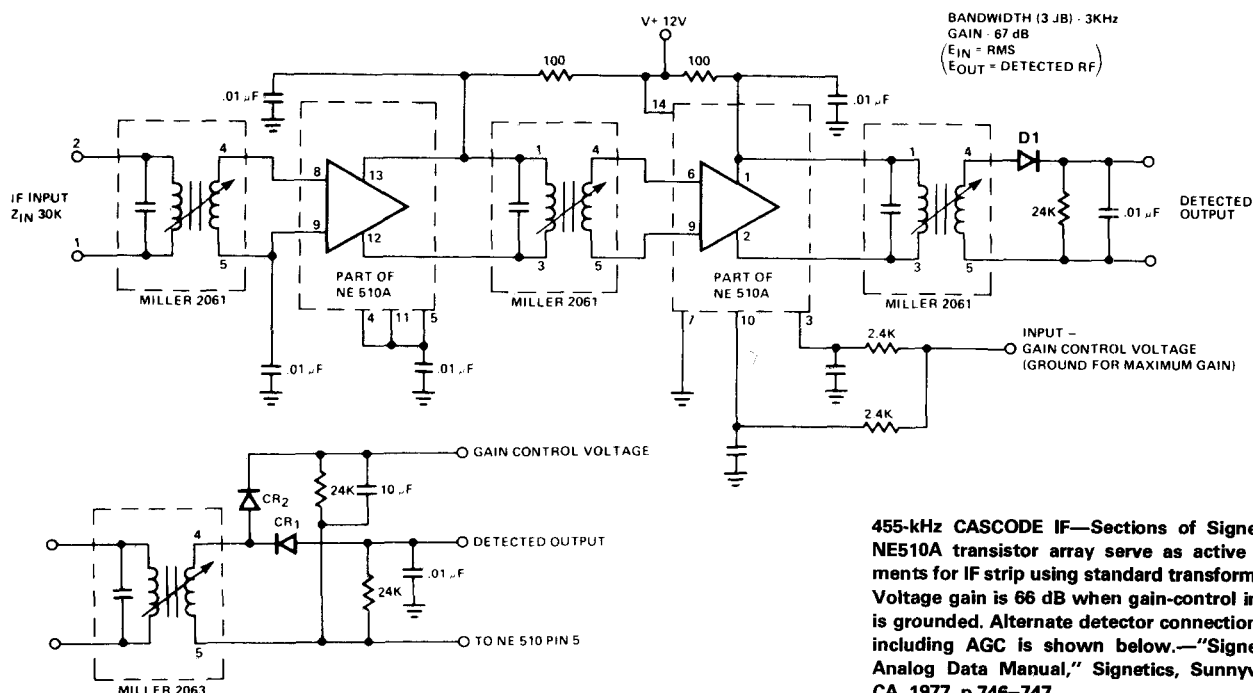 V+ 12V
BANDWIDTH (3 dB) - 3KHz
GAIN - 67 dB
(EIN = RMS
EOUT = DETECTED RF)
100
100
.01 µF
14
.01 µF
2
4
8
13
1
4
6
1
1
4
D1
IF INPUT
ZIN 30K
24K
.01 µF
DETECTED
OUTPUT
1
5
9
12
3
5
9
2
3
5
MILLER 2061
PART OF
NE 510A
MILLER 2061
PART OF
NE 510A
MILLER 2061
4
11
5
7
10
3
.01 µF
.01 µF
2.4K
INPUT –
GAIN CONTROL VOLTAGE
(GROUND FOR MAXIMUM GAIN)
2.4K
GAIN CONTROL VOLTAGE
CR2
24K
10 µF
4
CR1
DETECTED OUTPUT
24K
.01 µF
5
TO NE 510 PIN 5
MILLER 2063
455-kHz CASCODE IF—Sections of Signe
NE510A transistor array serve as active
ments for IF strip using standard transform
Voltage gain is 66 dB when gain-control in
is grounded. Alternate detector connection
including AGC is shown below.—"Signe
Analog Data Manual," Signetics, Sunnyv
CA, 1977, p 746–747.